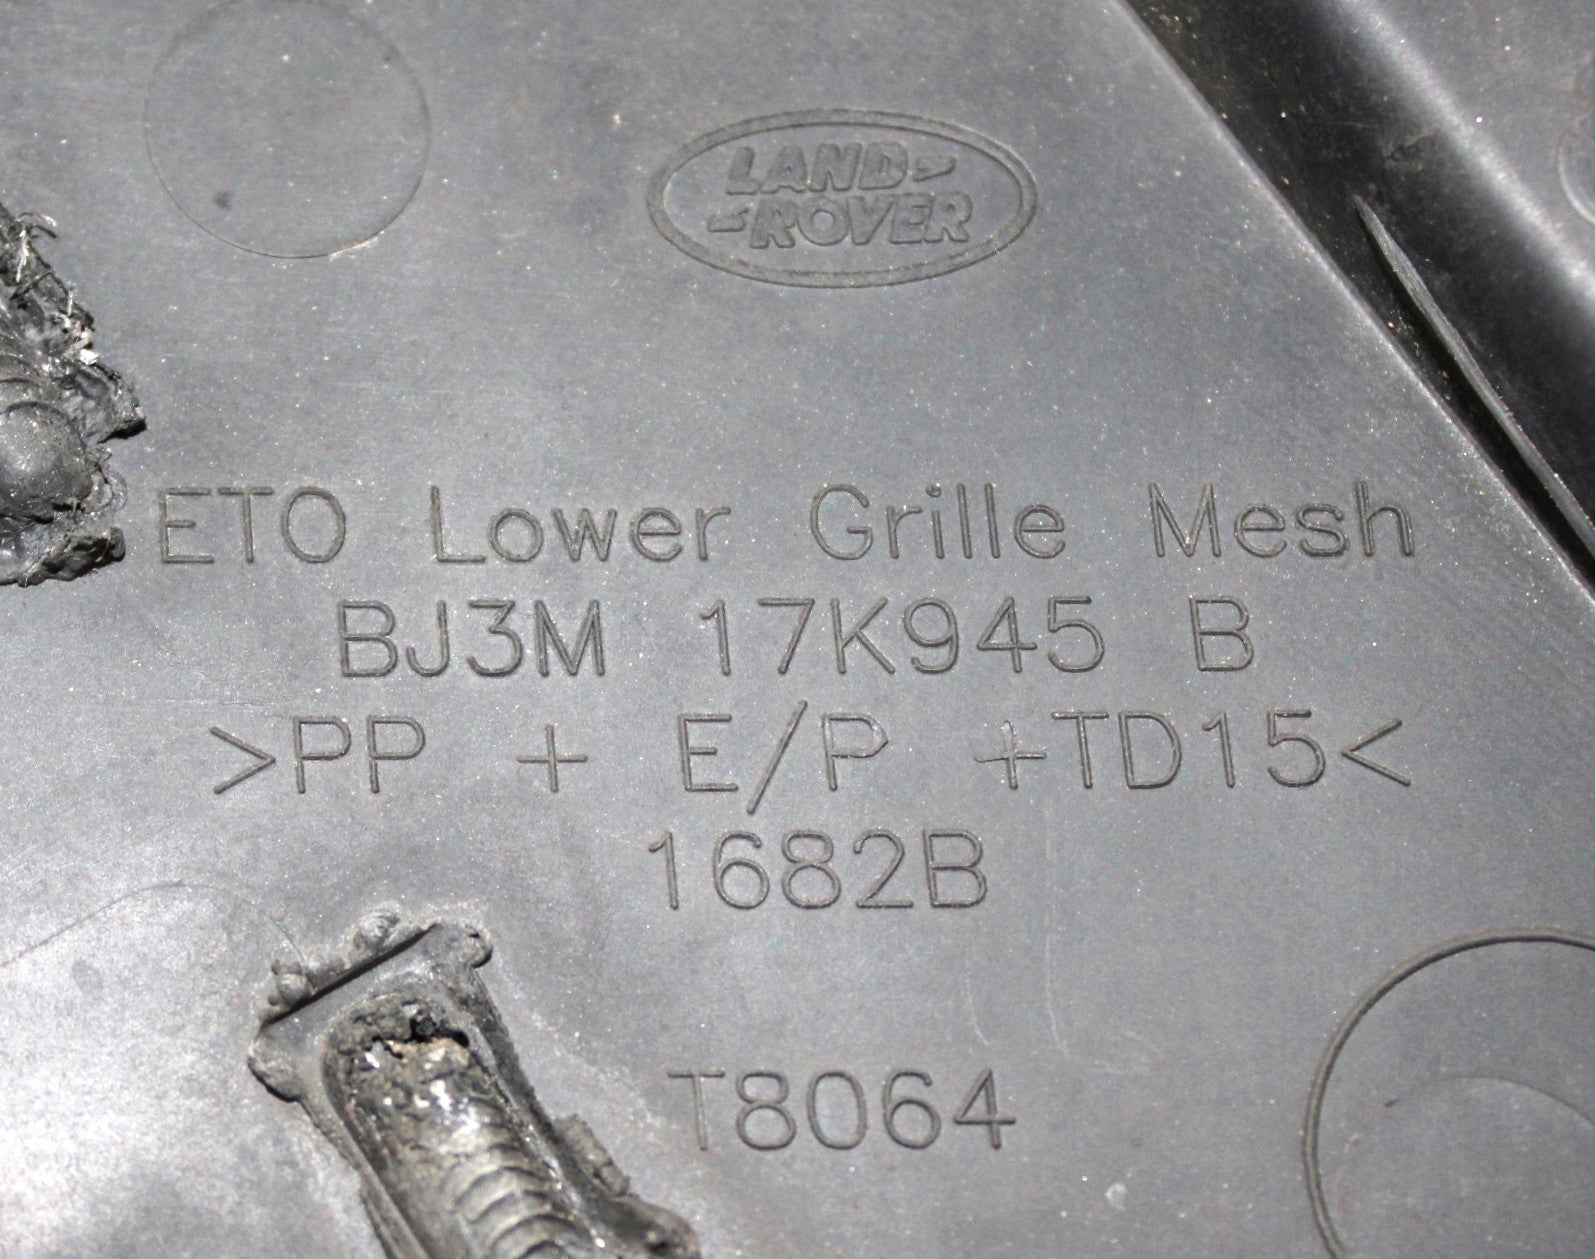 LAND
ROVER
ETO Lower Grille Mesh
BJ3M 17K945 B
>PP + E/P +TD15<
1682B
T8064